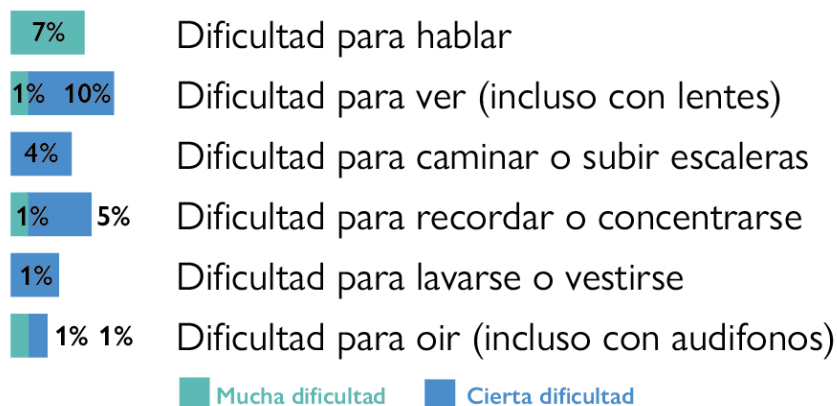 7% Dificultad para hablar
1% 10% Dificultad para ver (incluso con lentes)
4% Dificultad para caminar o subir escaleras
1% 5% Dificultad para recordar o concentrarse
1% Dificultad para lavarse o vestirse
1% 1% Dificultad para oir (incluso con audifonos)
Mucha dificultad Cierta dificultad